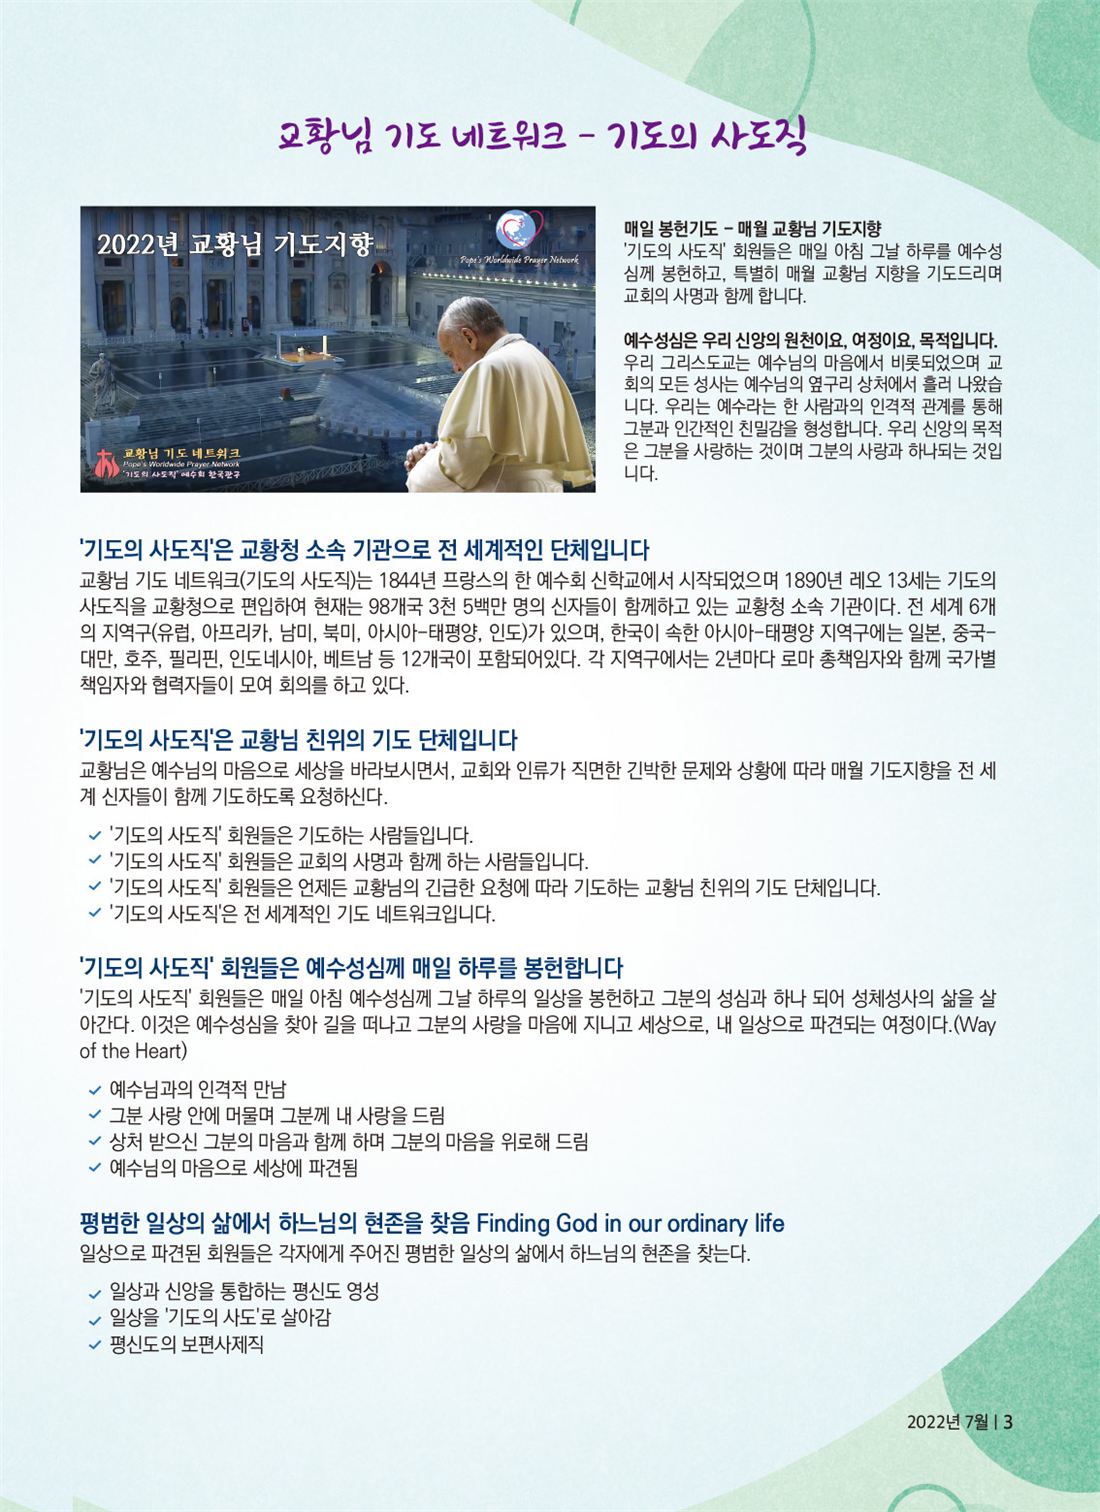 교황님 기도 네트워크 - 기도의 사도직
2022년 교황님 기도지향
Pope's Worldwide Prayer Network
교황님 기도 네트워크
Pope's Worldwide Prayer Network
'기도의 사도직' 예수회 한국관구
매일 봉헌기도 - 매월 교황님 기도지향
'기도의 사도직' 회원들은 매일 아침 그날 하루를 예수성
심께 봉헌하고, 특별히 매월 교황님 지향을 기도드리며
교회의 사명과 함께 합니다.
예수성심은 우리 신앙의 원천이요, 여정이요, 목적입니다.
우리 그리스도교는 예수님의 마음에서 비롯되었으며 교
회의 모든 성사는 예수님의 옆구리 상처에서 흘러 나왔습
니다. 우리는 예수라는 한 사람과의 인격적 관계를 통해
그분과 인간적인 친밀감을 형성합니다. 우리 신앙의 목적
은 그분을 사랑하는 것이며 그분의 사랑과 하나되는 것입
니다.
'기도의 사도직'은 교황청 소속 기관으로 전 세계적인 단체입니다
교황님 기도 네트워크(기도의 사도직)는 1844년 프랑스의 한 예수회 신학교에서 시작되었으며 1890년 레오 13세는 기도의
사도직을 교황청으로 편입하여 현재는 98개국 3천 5백만 명의 신자들이 함께하고 있는 교황청 소속 기관이다. 전 세계 6개
의 지역구(유럽, 아프리카, 남미, 북미, 아시아-태평양, 인도)가 있으며, 한국이 속한 아시아-태평양 지역구에는 일본, 중국-
대만, 호주, 필리핀, 인도네시아, 베트남 등 12개국이 포함되어있다. 각 지역구에서는 2년마다 로마 총책임자와 함께 국가별
책임자와 협력자들이 모여 회의를 하고 있다.
'기도의 사도직'은 교황님 친위의 기도 단체입니다
교황님은 예수님의 마음으로 세상을 바라보시면서, 교회와 인류가 직면한 긴박한 문제와 상황에 따라 매월 기도지향을 전 세
계 신자들이 함께 기도하도록 요청하신다.
✓ '기도의 사도직' 회원들은 기도하는 사람들입니다.
✓ '기도의 사도직' 회원들은 교회의 사명과 함께 하는 사람들입니다.
✓ '기도의 사도직' 회원들은 언제든 교황님의 긴급한 요청에 따라 기도하는 교황님 친위의 기도 단체입니다.
✓ '기도의 사도직'은 전 세계적인 기도 네트워크입니다.
'기도의 사도직' 회원들은 예수성심께 매일 하루를 봉헌합니다
'기도의 사도직' 회원들은 매일 아침 예수성심께 그날 하루의 일상을 봉헌하고 그분의 성심과 하나 되어 성체성사의 삶을 살
아간다. 이것은 예수성심을 찾아 길을 떠나고 그분의 사랑을 마음에 지니고 세상으로, 내 일상으로 파견되는 여정이다.(Way
of the Heart)
✓ 예수님과의 인격적 만남
✓ 그분 사랑 안에 머물며 그분께 내 사랑을 드림
✓ 상처 받으신 그분의 마음과 함께 하며 그분의 마음을 위로해 드림
✓ 예수님의 마음으로 세상에 파견됨
평범한 일상의 삶에서 하느님의 현존을 찾음 Finding God in our ordinary life
일상으로 파견된 회원들은 각자에게 주어진 평범한 일상의 삶에서 하느님의 현존을 찾는다.
✓ 일상과 신앙을 통합하는 평신도 영성
✓ 일상을 '기도의 사도'로 살아감
✓ 평신도의 보편사제직
2022년 7월 | 3